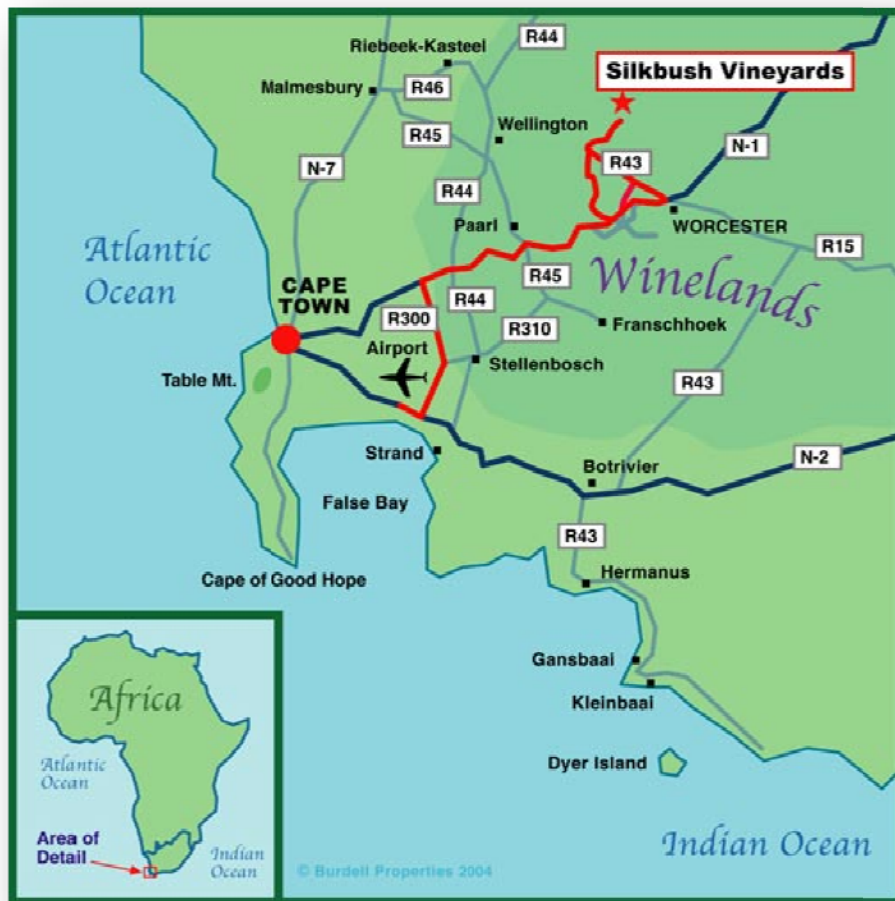 R44
Riebeek-Kasteel
Silkbush Vineyards
Malmesbury
R46
Wellington
R45
N-7
R43
N-1
R44
Paarl
WORCESTER
Atlantic
Ocean
R15
R45
Winelands
CAPE
TOWN
R300
R44
R310
Franschhoek
Airport
Stellenbosch
Table Mt.
R43
Strand
Botrivier
N-2
False Bay
R43
Cape of Good Hope
Hermanus
Gansbaai
Kleinbaai
Dyer Island
Africa
Atlantic
Ocean
Area of
Detail
Indian
Ocean
© Burdell Properties 2004
Indian Ocean